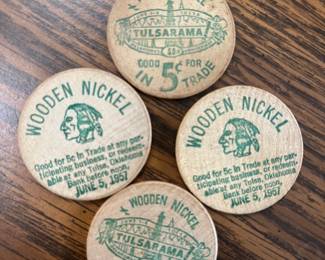 WOODEN NICKEL
TULSARAMA
GOOD FOR
IN 5¢ TRADE
WOODEN NICKEL
Good for 5c In Trade at any par-
ticipating business, or redeem-
able at any Tulsa, Oklahoma
Bank before noon,
JUNE 5, 1957
WOODEN NICKEL
Good for 5c In Trade at any par-
ticipating business, or redeem-
able at any Tulsa, Oklahoma
Bank before noon,
JUNE 5, 1957
WOODEN NICKEL
TULSARAMA